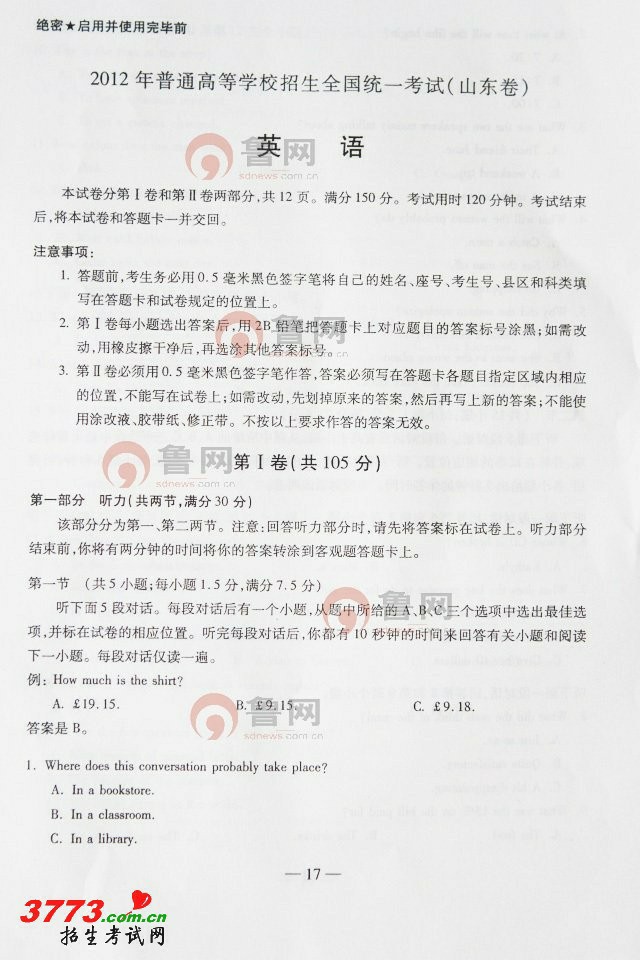 绝密★启用并使用完毕前
2012年普通高等学校招生全国统一考试(山东卷)
英 语
本试卷分第Ⅰ卷和第Ⅱ卷两部分,共12页。满分150分。考试用时120分钟。考试结束
后,将本试卷和答题卡一并交回。
注意事项:
1. 答题前,考生务必用0.5毫米黑色签字笔将自己的姓名、座号、考生号、县区和科类填
写在答题卡和试卷规定的位置上。
2. 第Ⅰ卷每小题选出答案后,用2B铅笔把答题卡上对应题目的答案标号涂黑;如需改
动,用橡皮擦干净后,再选涂其他答案标号。
3. 第Ⅱ卷必须用0.5毫米黑色签字笔作答,答案必须写在答题卡各题目指定区域内相应
的位置,不能写在试卷上;如需改动,先划掉原来的答案,然后再写上新的答案;不能使
用涂改液、胶带纸、修正带。不按以上要求作答的答案无效。
第Ⅰ卷(共105分)
第一部分 听力(共两节,满分30分)
该部分分为第一、第二两节。注意:回答听力部分时,请先将答案标在试卷上。听力部分
结束前,你将有两分钟的时间将你的答案转涂到客观题答题卡上。
第一节 (共5小题;每小题1.5分,满分7.5分)
听下面5段对话。每段对话后有一个小题,从题中所给的A、B、C三个选项中选出最佳选
项,并标在试卷的相应位置。听完每段对话后,你都有10秒钟的时间来回答有关小题和阅读
下一小题。每段对话仅读一遍。
例: How much is the shirt?
A. £19.15. B. £9.15. C. £9.18.
答案是B。
1. Where does this conversation probably take place?
A. In a bookstore.
B. In a classroom.
C. In a library.
— 17 —
鲁网
sdnews.com.cn
鲁网
鲁网
鲁网
鲁网
sdnews.com.cn
3773.com.cn
招生考试网